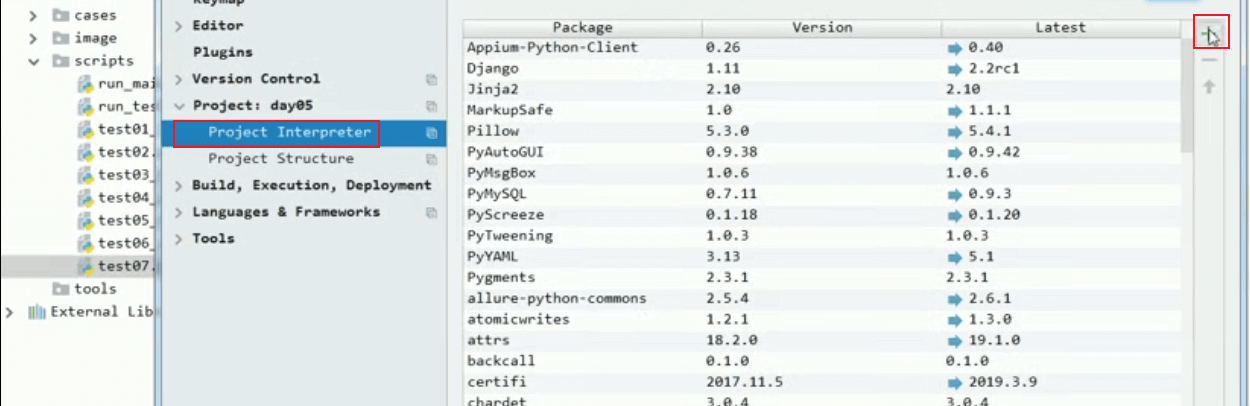 cases
image
scripts
run_mai
run_tes
test01_
test02.
test03_
test04_
test05_
test06_
test07.
tools
External Lib
Keymap
Editor
Plugins
Version Control
Project: day05
Project Interpreter
Project Structure
Build, Execution, Deployment
Languages & Frameworks
Tools
Package Version Latest
Appium-Python-Client 0.26 0.40
Django 1.11 2.2rc1
Jinja2 2.10 2.10
MarkupSafe 1.0 1.1.1
Pillow 5.3.0 5.4.1
PyAutoGUI 0.9.38 0.9.42
PyMsgBox 1.0.6 1.0.6
PyMySQL 0.7.11 0.9.3
PyScreeze 0.1.18 0.1.20
PyTweening 1.0.3 1.0.3
PyYAML 3.13 5.1
Pygments 2.3.1 2.3.1
allure-python-commons 2.5.4 2.6.1
atomicwrites 1.2.1 1.3.0
attrs 18.2.0 19.1.0
backcall 0.1.0 0.1.0
certifi 2017.11.5 2019.3.9
chardet 3.0.4 3.0.4